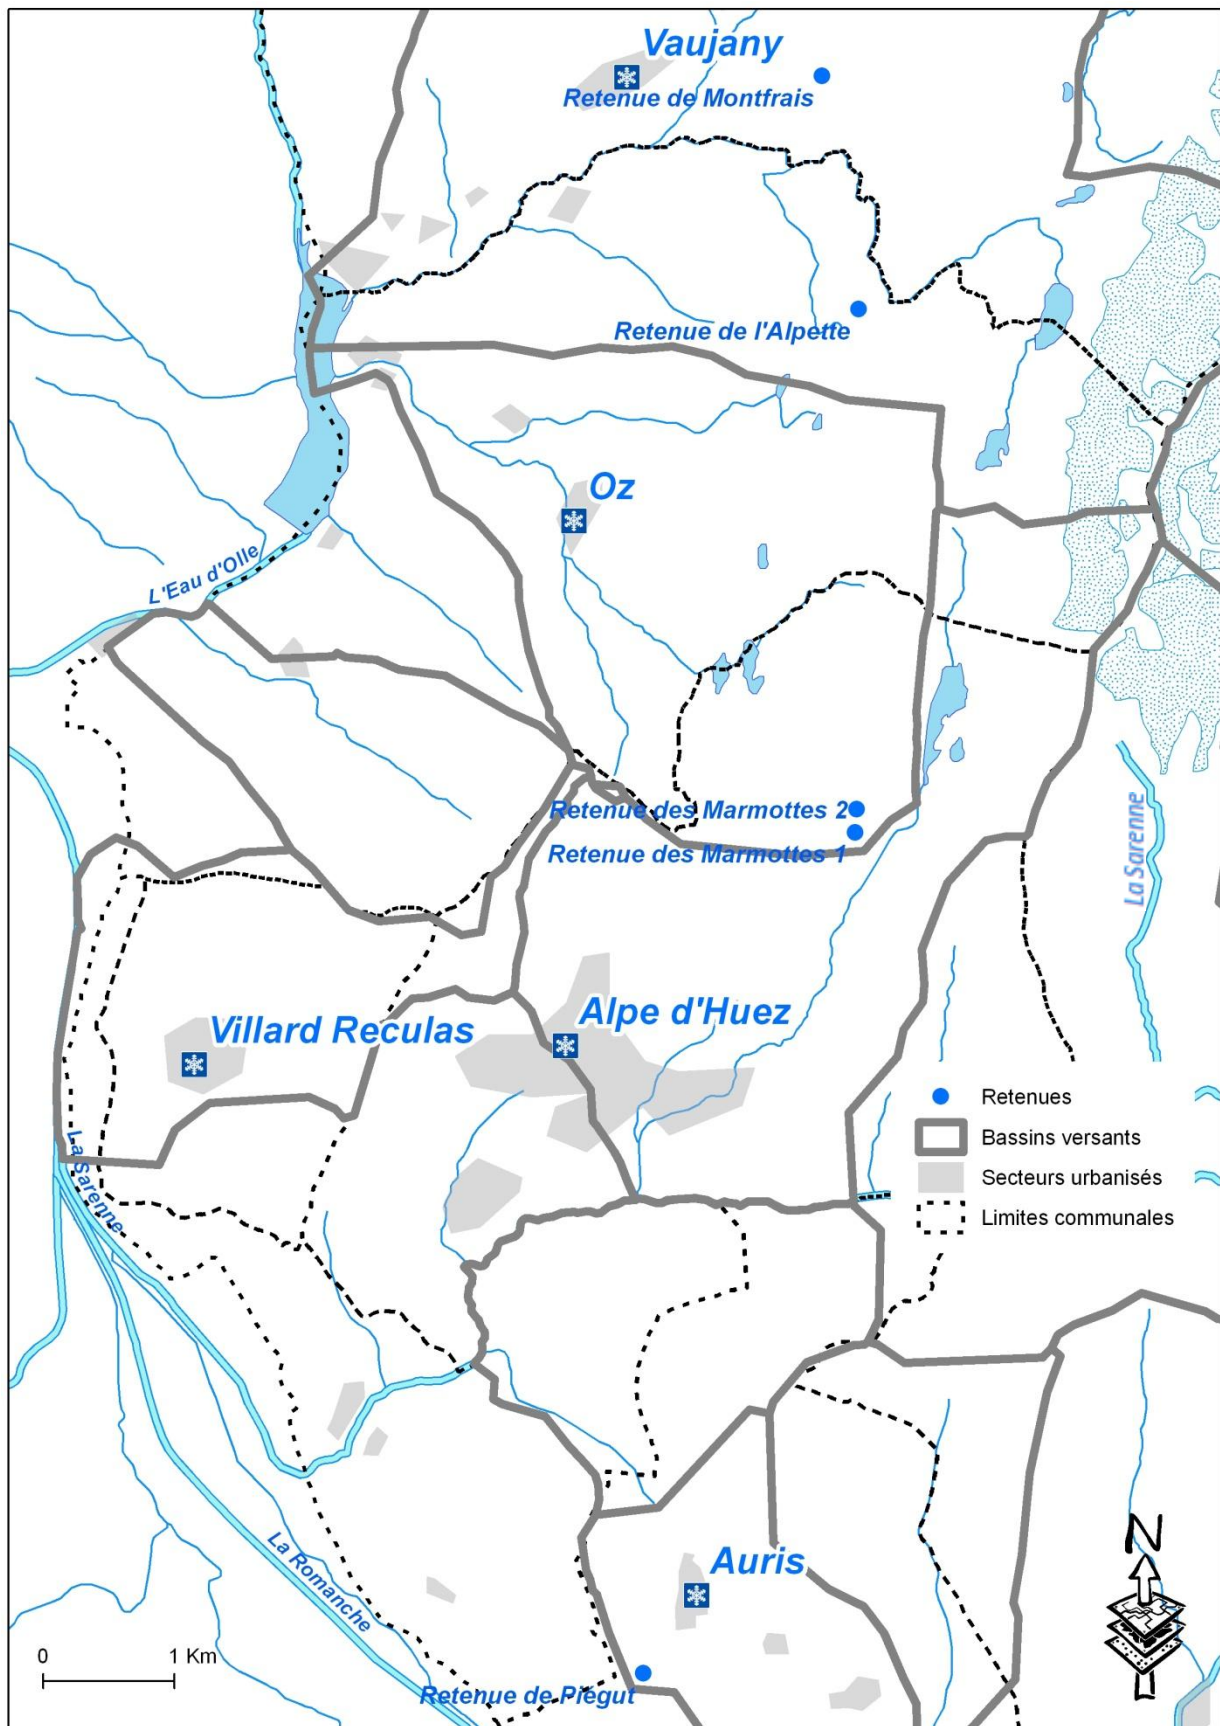 Vaujany
Retenue de Montfrais
Retenue de l'Alpette
Oz
L'Eau d'Olle
Retenue des Marmottes 2
Retenue des Marmottes 1
La Sarenne
Alpe d'Huez
Villard Reculas
Retenues
Bassins versants
Secteurs urbanisés
Limites communales
La Sarenne
N
Auris
La Romanche
0 1 Km
Retenue de Piégut